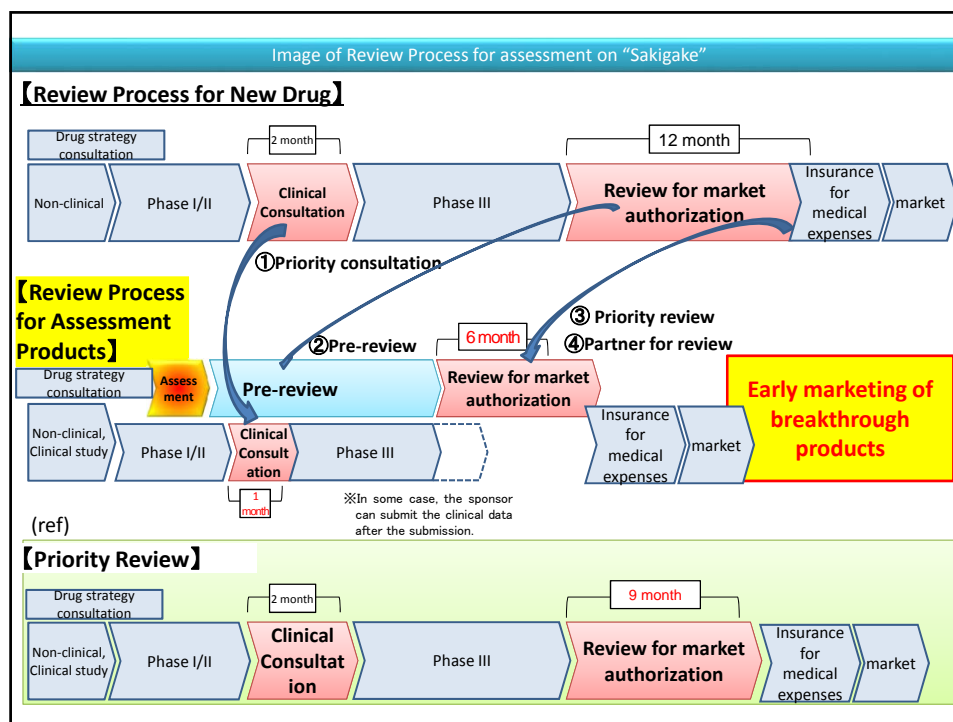 Image of Review Process for assessment on “Sakigake”
【Review Process for New Drug】
Drug strategy
consultation
2 month
12 month
Non-clinical
Phase I/II
Clinical
Consultation
Phase III
Review for market
authorization
Insurance
for
medical
expenses
market
①Priority consultation
【Review Process
for Assessment
Products】
②Pre-review
6 month
③ Priority review
④Partner for review
Drug strategy
consultation
Assess
ment
Pre-review
Review for market
authorization
Early marketing of
breakthrough
products
Non-clinical,
Clinical study
Phase I/II
Clinical
Consult
ation
Phase III
Insurance
for
medical
expenses
market
1
month
※In some case, the sponsor
can submit the clinical data
after the submission.
(ref)
【Priority Review】
Drug strategy
consultation
2 month
9 month
Non-clinical,
Clinical study
Phase I/II
Clinical
Consultat
ion
Phase III
Review for market
authorization
Insurance
for
medical
expenses
market